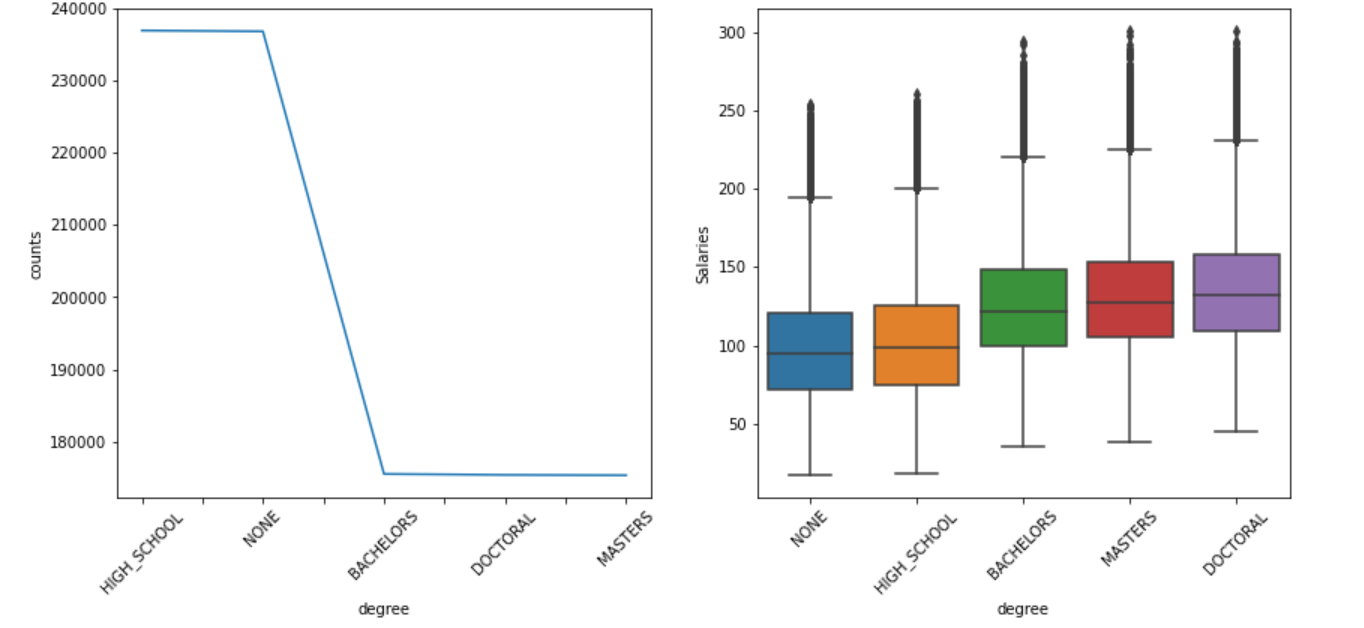 240000
230000
220000
210000
200000
190000
180000
counts
HIGH_SCHOOL
NONE
BACHELORS
DOCTORAL
MASTERS
degree
300
250
200
150
100
50
Salaries
NONE
HIGH_SCHOOL
BACHELORS
MASTERS
DOCTORAL
degree